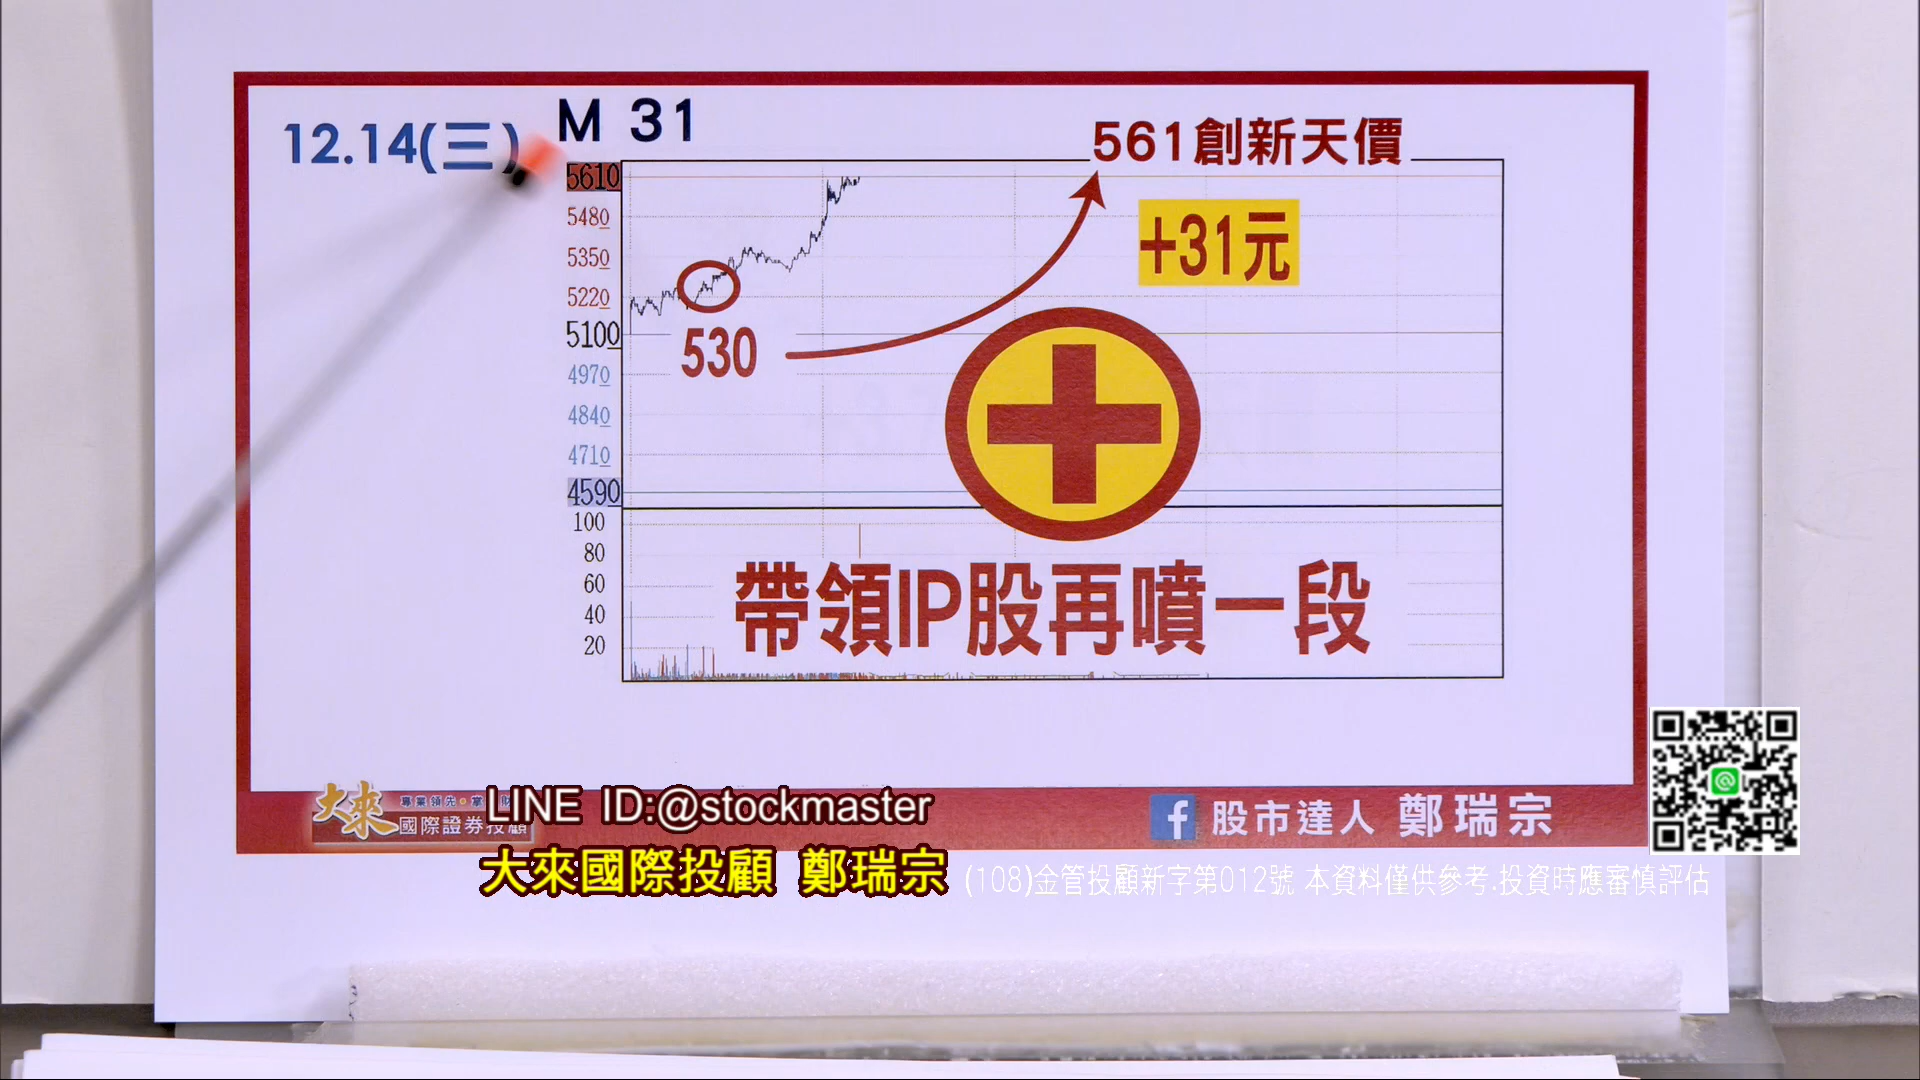 12.14(三)
M 31
561創新天價
+31元
5610
5480
5350
5220
5100
4970
4840
4710
4590
530
100
80
60
40
20
帶領IP股再噴一段
大來
專業領先
國際證券投顧
LINE ID:@stockmaster
f 股市達人 鄭瑞宗
大來國際投顧 鄭瑞宗
(108)金管投顧新字第012號 本資料僅供參考.投資時應審慎評估